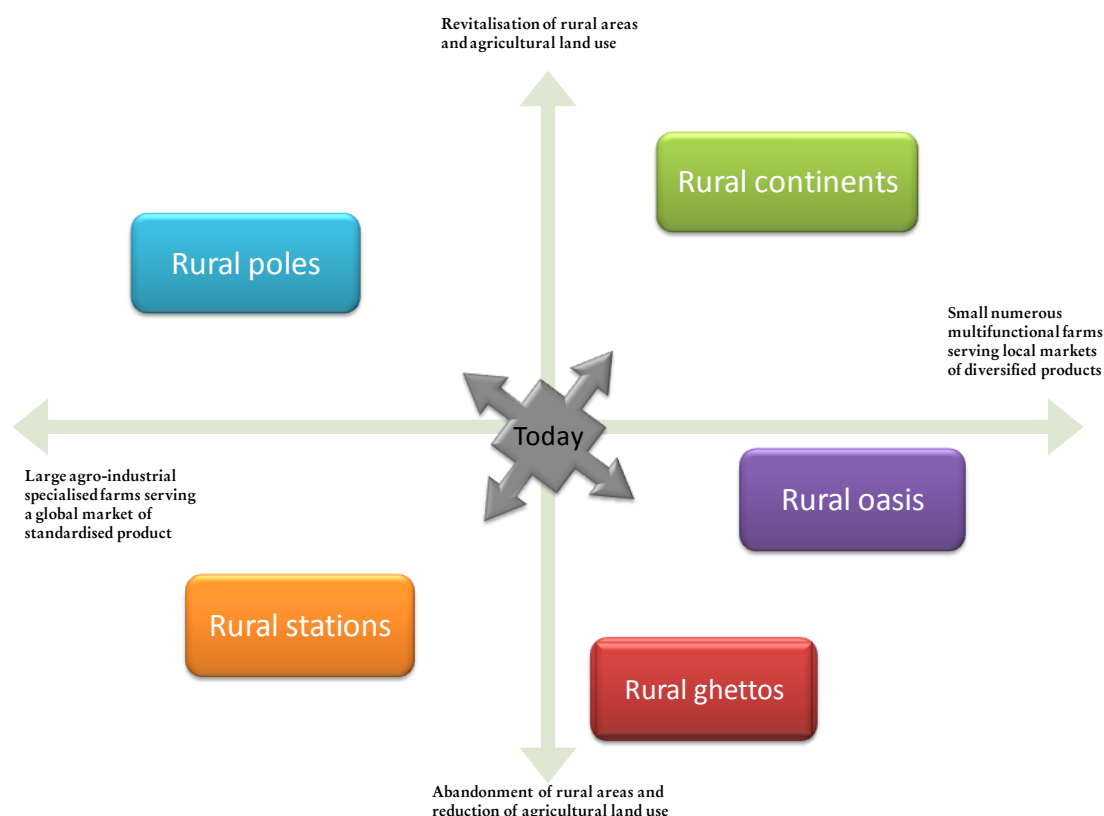 Revitalisation of rural areas
and agricultural land use
Rural continents
Rural poles
Small numerous
multifunctional farms
serving local markets
of diversified products
Today
Large agro-industrial
specialised farms serving
a global market of
standardised product
Rural oasis
Rural stations
Rural ghettos
Abandonment of rural areas and
reduction of agricultural land use